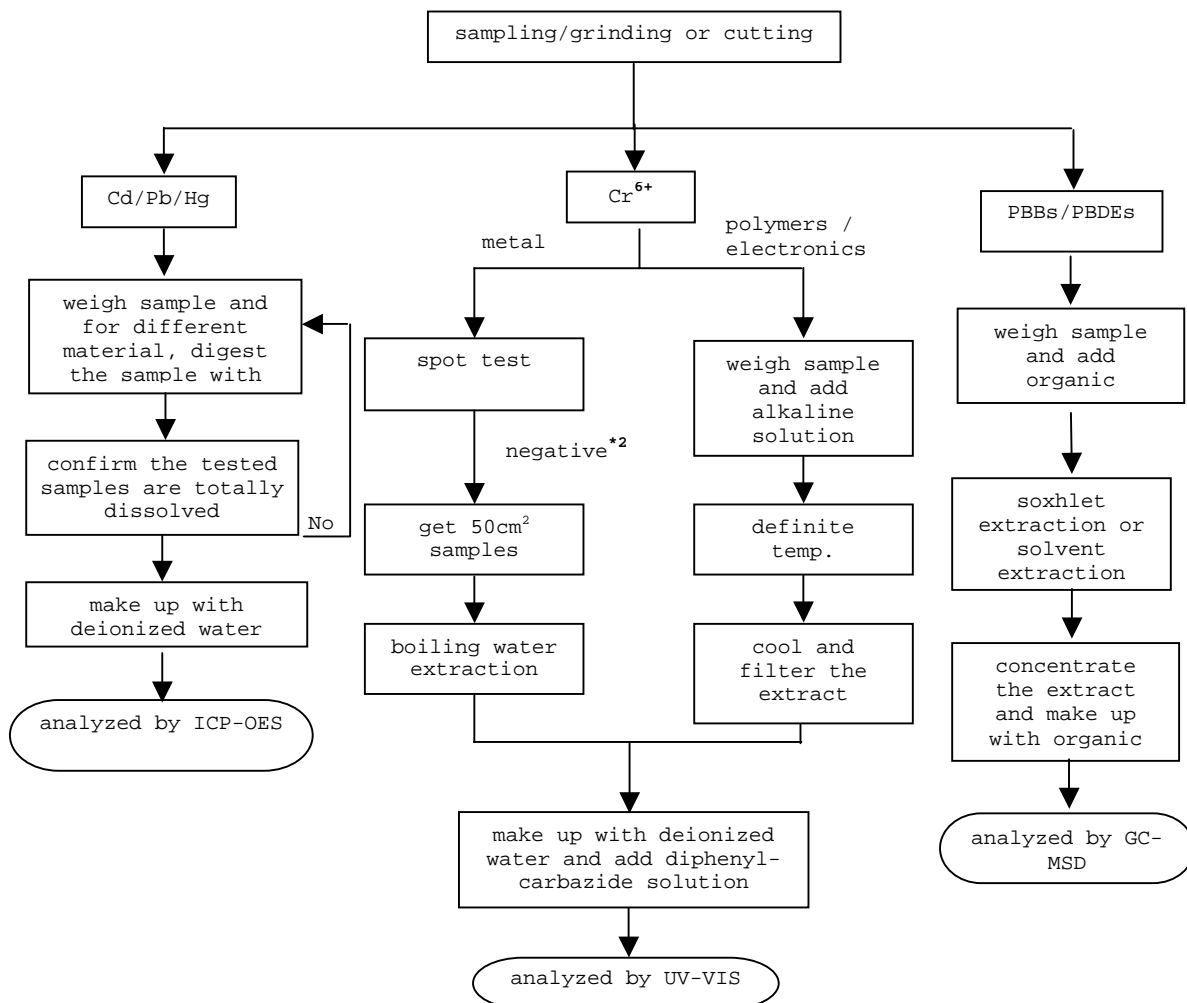 sampling/grinding or cutting
Cd/Pb/Hg
weigh sample and
for different
material, digest
the sample with
confirm the tested
samples are totally
dissolved
No
make up with
deionized water
analyzed by ICP-OES
Cr⁶⁺
metal
spot test
negative*²
get 50cm²
samples
boiling water
extraction
polymers /
electronics
weigh sample
and add
alkaline
solution
definite
temp.
cool and
filter the
extract
make up with deionized
water and add diphenyl-
carbazide solution
analyzed by UV-VIS
PBBs/PBDEs
weigh sample
and add
organic
soxhlet
extraction or
solvent
extraction
concentrate
the extract
and make up
with organic
analyzed by GC-
MSD